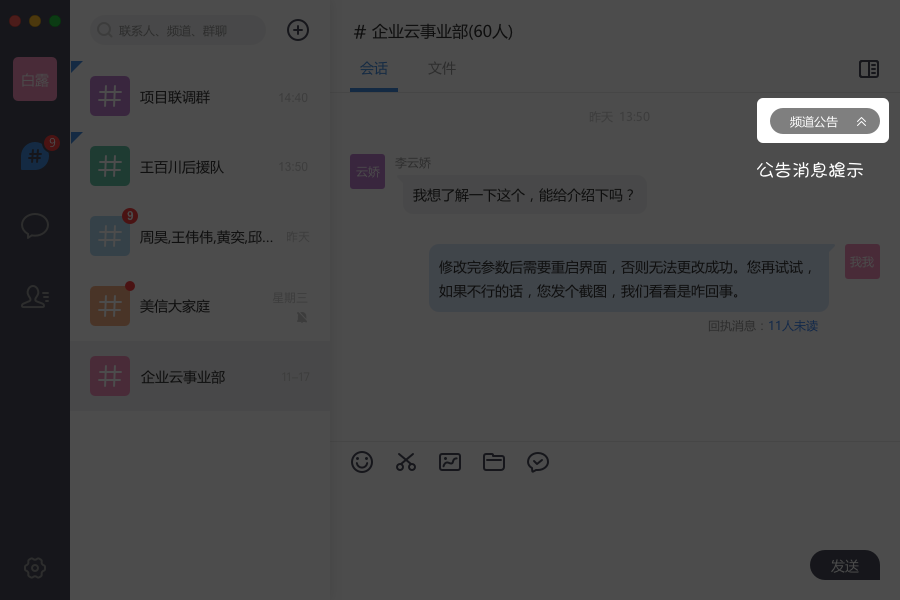 联系人、频道、群聊
白露
9
项目联调群
14:40
王百川后援队
13:50
9
周昊,王伟伟,黄奕,邱...
昨天
美信大家庭
星期三
企业云事业部
11-17
# 企业云事业部(60人)
会话
文件
昨天 13:50
频道公告
公告消息提示
云娇
李云娇
我想了解一下这个，能给介绍下吗？
修改完参数后需要重启界面，否则无法更改成功。您再试试，
如果不行的话，您发个截图，我们看看是咋回事。
我我
回执消息：11人未读
发送